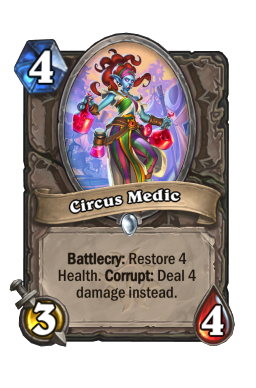 4
Circus Medic
Battlecry: Restore 4
Health. Corrupt: Deal 4
damage instead.
3
4